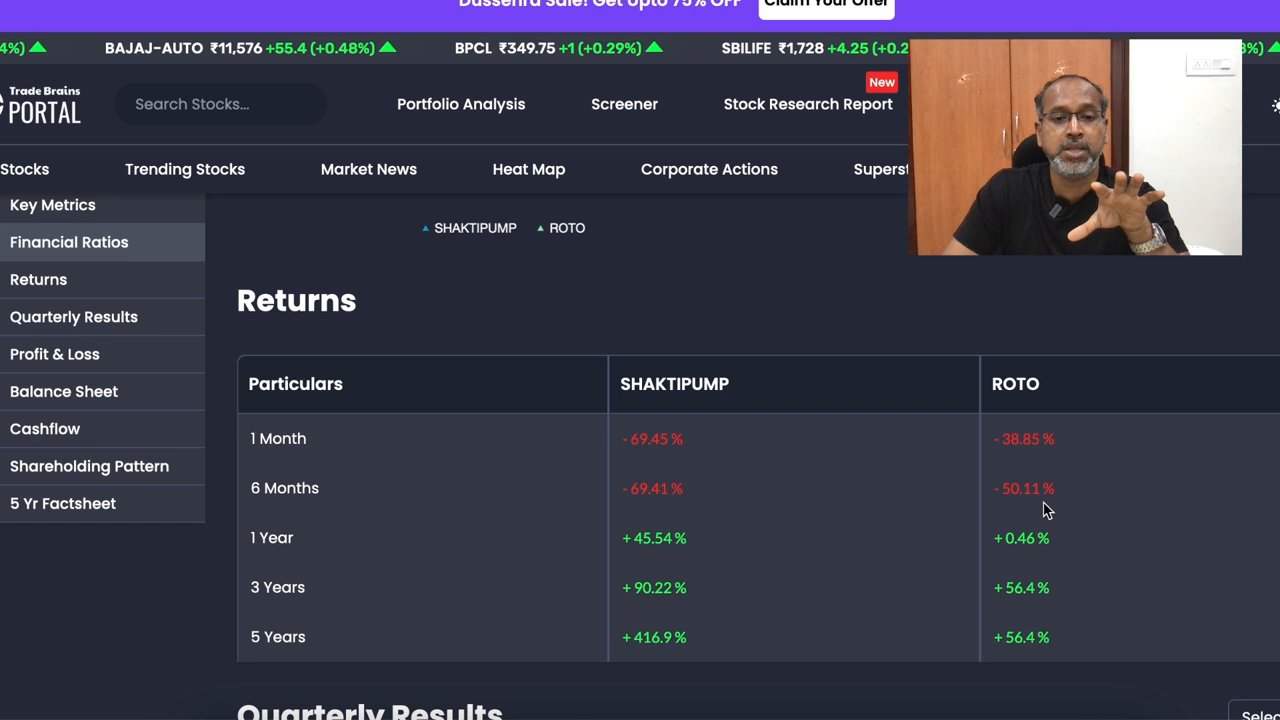 Dussehra Sale! Get Upto 75% OFF
Claim Your Offer
4%) BAJAJ-AUTO ₹11,576 +55.4 (+0.48%) BPCL ₹349.75 +1 (+0.29%) SBILIFE ₹1,728 +4.25 (+0.2
Trade Brains
PORTAL
Search Stocks...
Portfolio Analysis
Screener
New
Stock Research Report
Stocks
Trending Stocks
Market News
Heat Map
Corporate Actions
Superst
Key Metrics
Financial Ratios
Returns
Quarterly Results
Profit & Loss
Balance Sheet
Cashflow
Shareholding Pattern
5 Yr Factsheet
SHAKTIPUMP ROTO
Returns
Particulars SHAKTIPUMP ROTO
1 Month - 69.45 % - 38.85 %
6 Months - 69.41 % - 50.11 %
1 Year + 45.54 % + 0.46 %
3 Years + 90.22 % + 56.4 %
5 Years + 416.9 % + 56.4 %
Quarterly Results
Selec